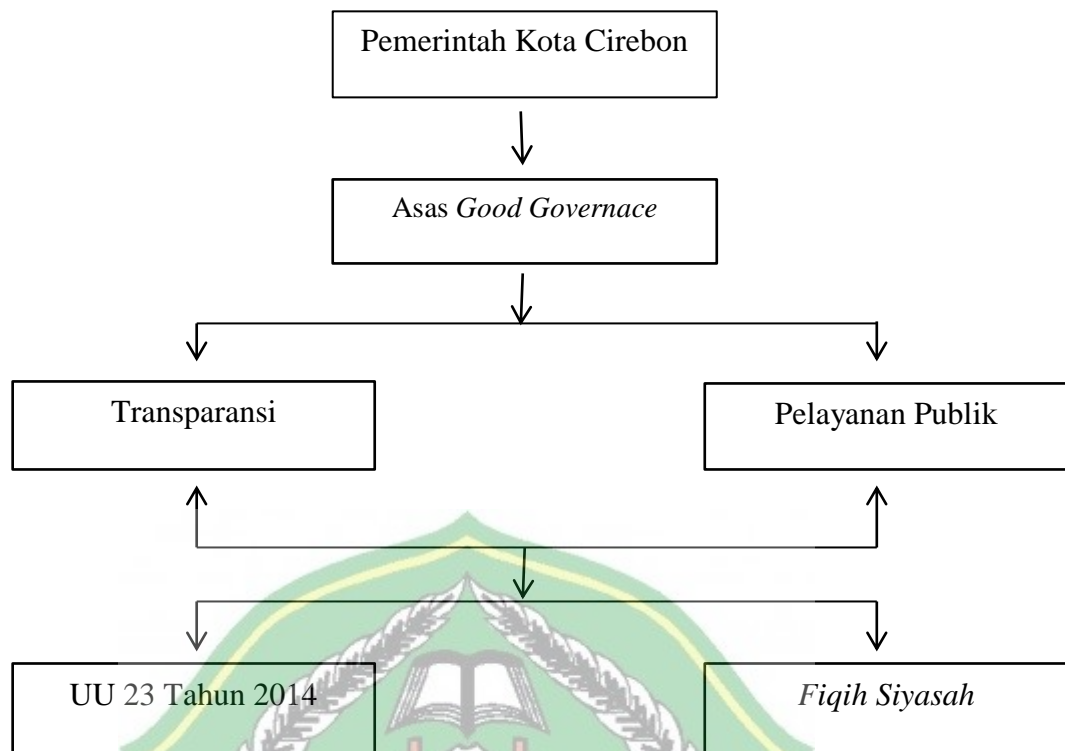 Pemerintah Kota Cirebon
Asas Good Governace
Transparansi
Pelayanan Publik
UU 23 Tahun 2014
Fiqih Siyasah